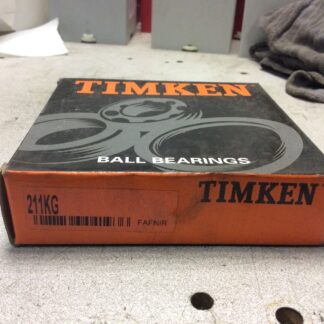 TIMKEN
BALL BEARINGS
TIMKEN
211KG
FAFNIR